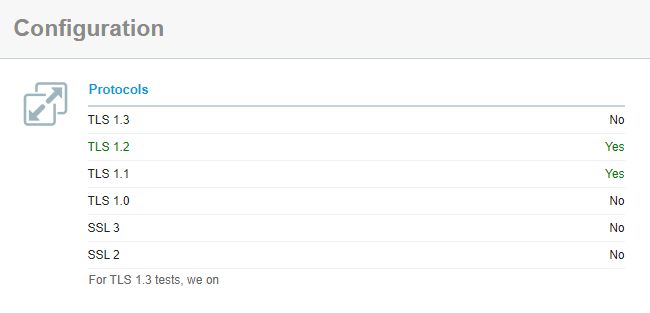 Configuration
Protocols
TLS 1.3 No
TLS 1.2 Yes
TLS 1.1 Yes
TLS 1.0 No
SSL 3 No
SSL 2 No
For TLS 1.3 tests, we on